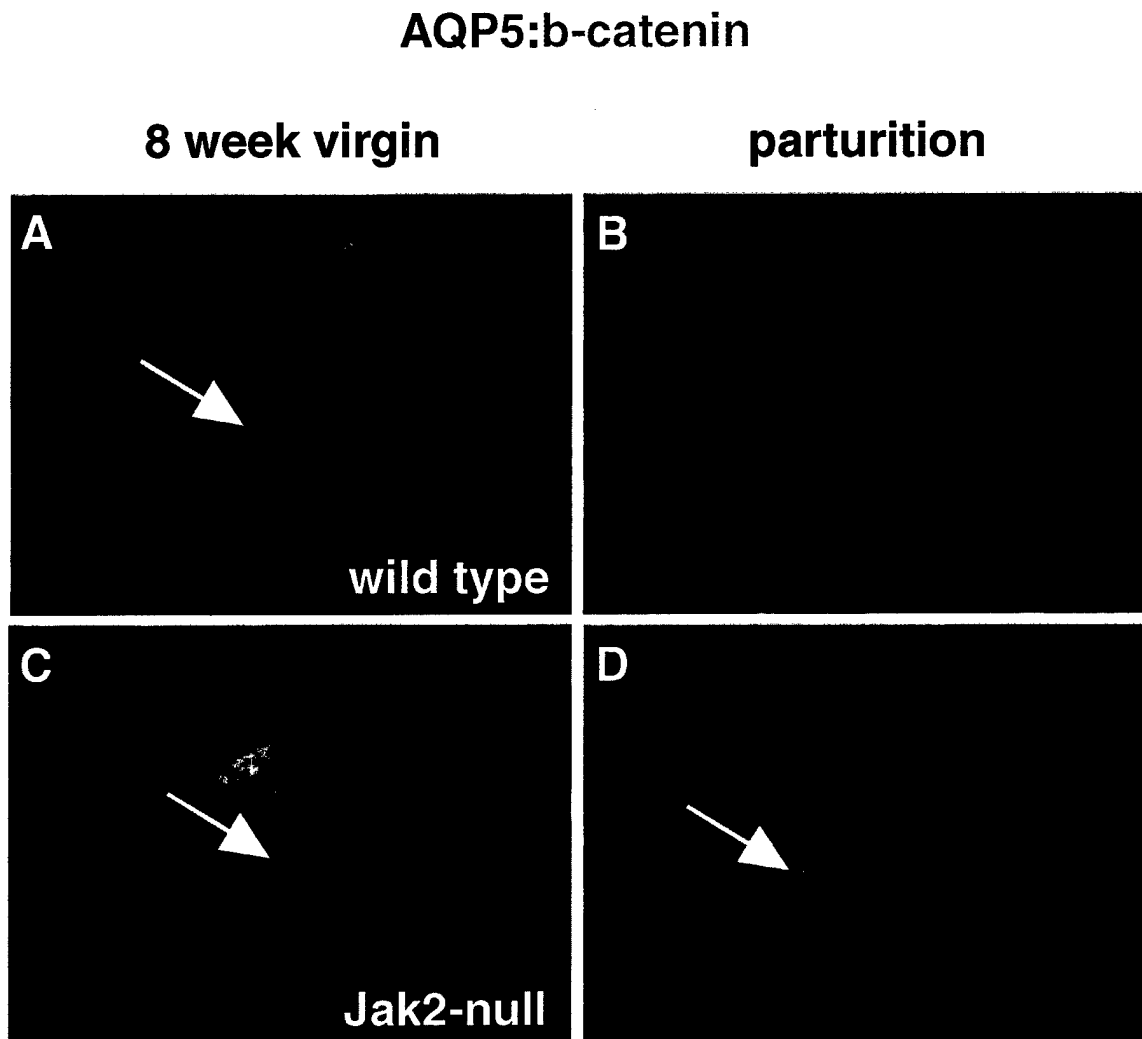 AQP5:b-catenin
8 week virgin
parturition
A
B
wild type
C
D
Jak2-null